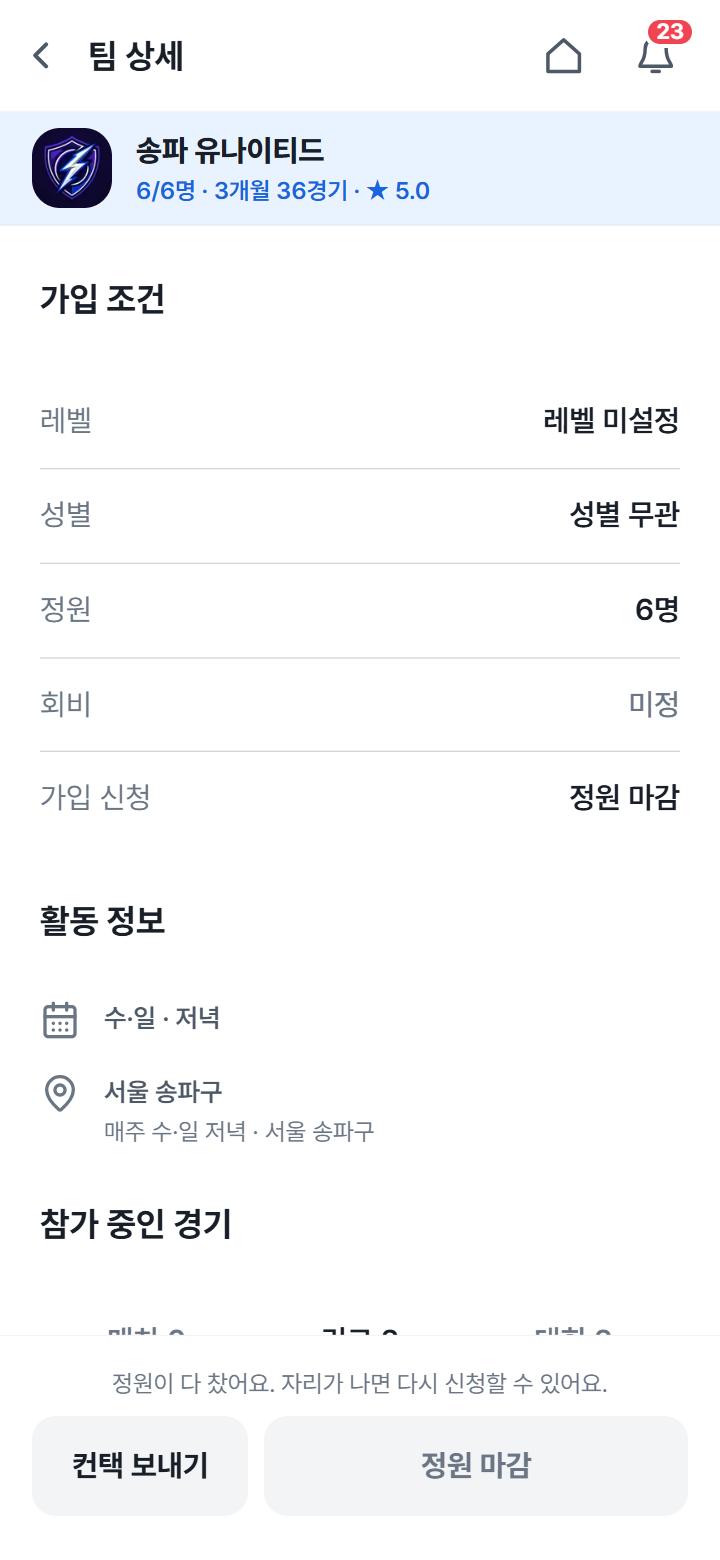 팀 상세
23
송파 유나이티드
6/6명 · 3개월 36경기 · ★ 5.0
가입 조건
레벨 레벨 미설정
성별 성별 무관
정원 6명
회비 미정
가입 신청 정원 마감
활동 정보
수·일 · 저녁
서울 송파구
매주 수·일 저녁 · 서울 송파구
참가 중인 경기
정원이 다 찼어요. 자리가 나면 다시 신청할 수 있어요.
컨택 보내기 정원 마감